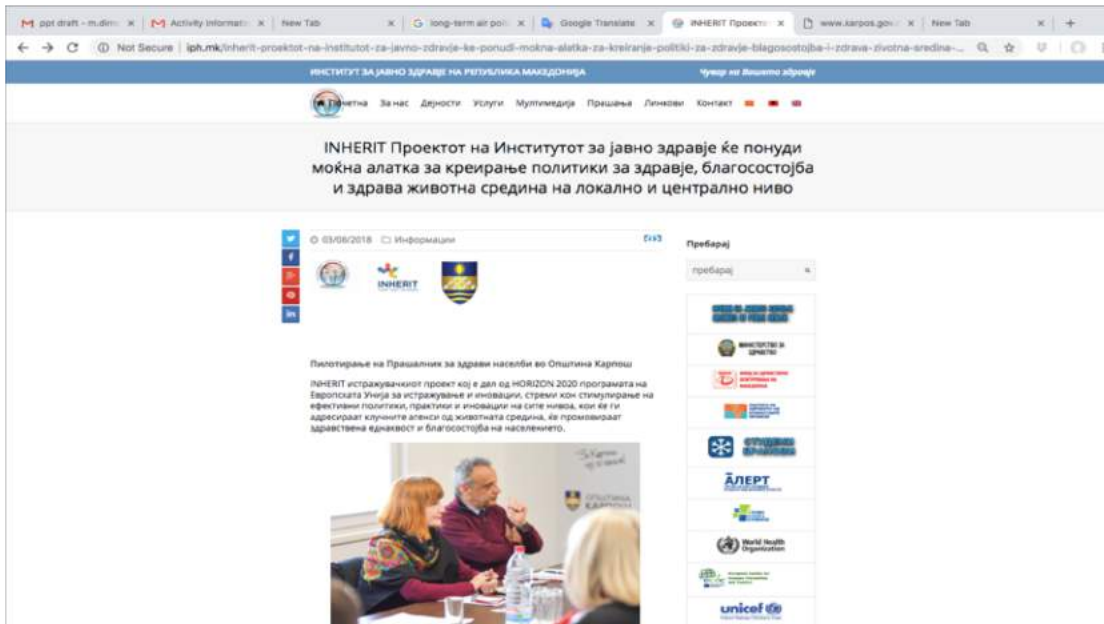 ppt draft - m.dim
Activity Informati
New Tab
long-term air poll
Google Translate
INHERIT Проектот
www.karpos.gov.
New Tab
Not Secure | iph.mk/inherit-proektot-na-institutot-za-javno-zdravje-ke-ponudi-mokna-alatka-za-kreiranje-politiki-za-zdravje-blagosostojba-i-zdrava-zivotna-sredina-...
ИНСТИТУТ ЗА ЈАВНО ЗДРАВЈЕ НА РЕПУБЛИКА МАКЕДОНИЈА
Чувар на Вашето здравје
Почетна За нас Дејности Услуги Мултимедија Прашања Линкови Контакт
INHERIT Проектот на Институтот за јавно здравје ќе понуди
моќна алатка за креирање политики за здравје, благосостојба
и здрава животна средина на локално и централно ниво
03/08/2018 Информации
Пребарај
пребарај
INHERIT
Пилотирање на Прашалник за здрави населби во Општина Карпош
INHERIT истражувачкиот проект кој е дел од HORIZON 2020 програмата на
Европската Унија за истражување и иновации, стреми кон стимулирање на
ефективни политики, практики и иновации на сите нивоа, кои ќе ги
адресираат клучните агенси од животната средина, ќе промовираат
здравствена еднаквост и благосостојба на населението.
ОПШТИНА
КАРПОШ
МИНИСТЕРСТВО ЗА
ЗДРАВСТВО
АЛЕРТ
World Health
Organization
unicef